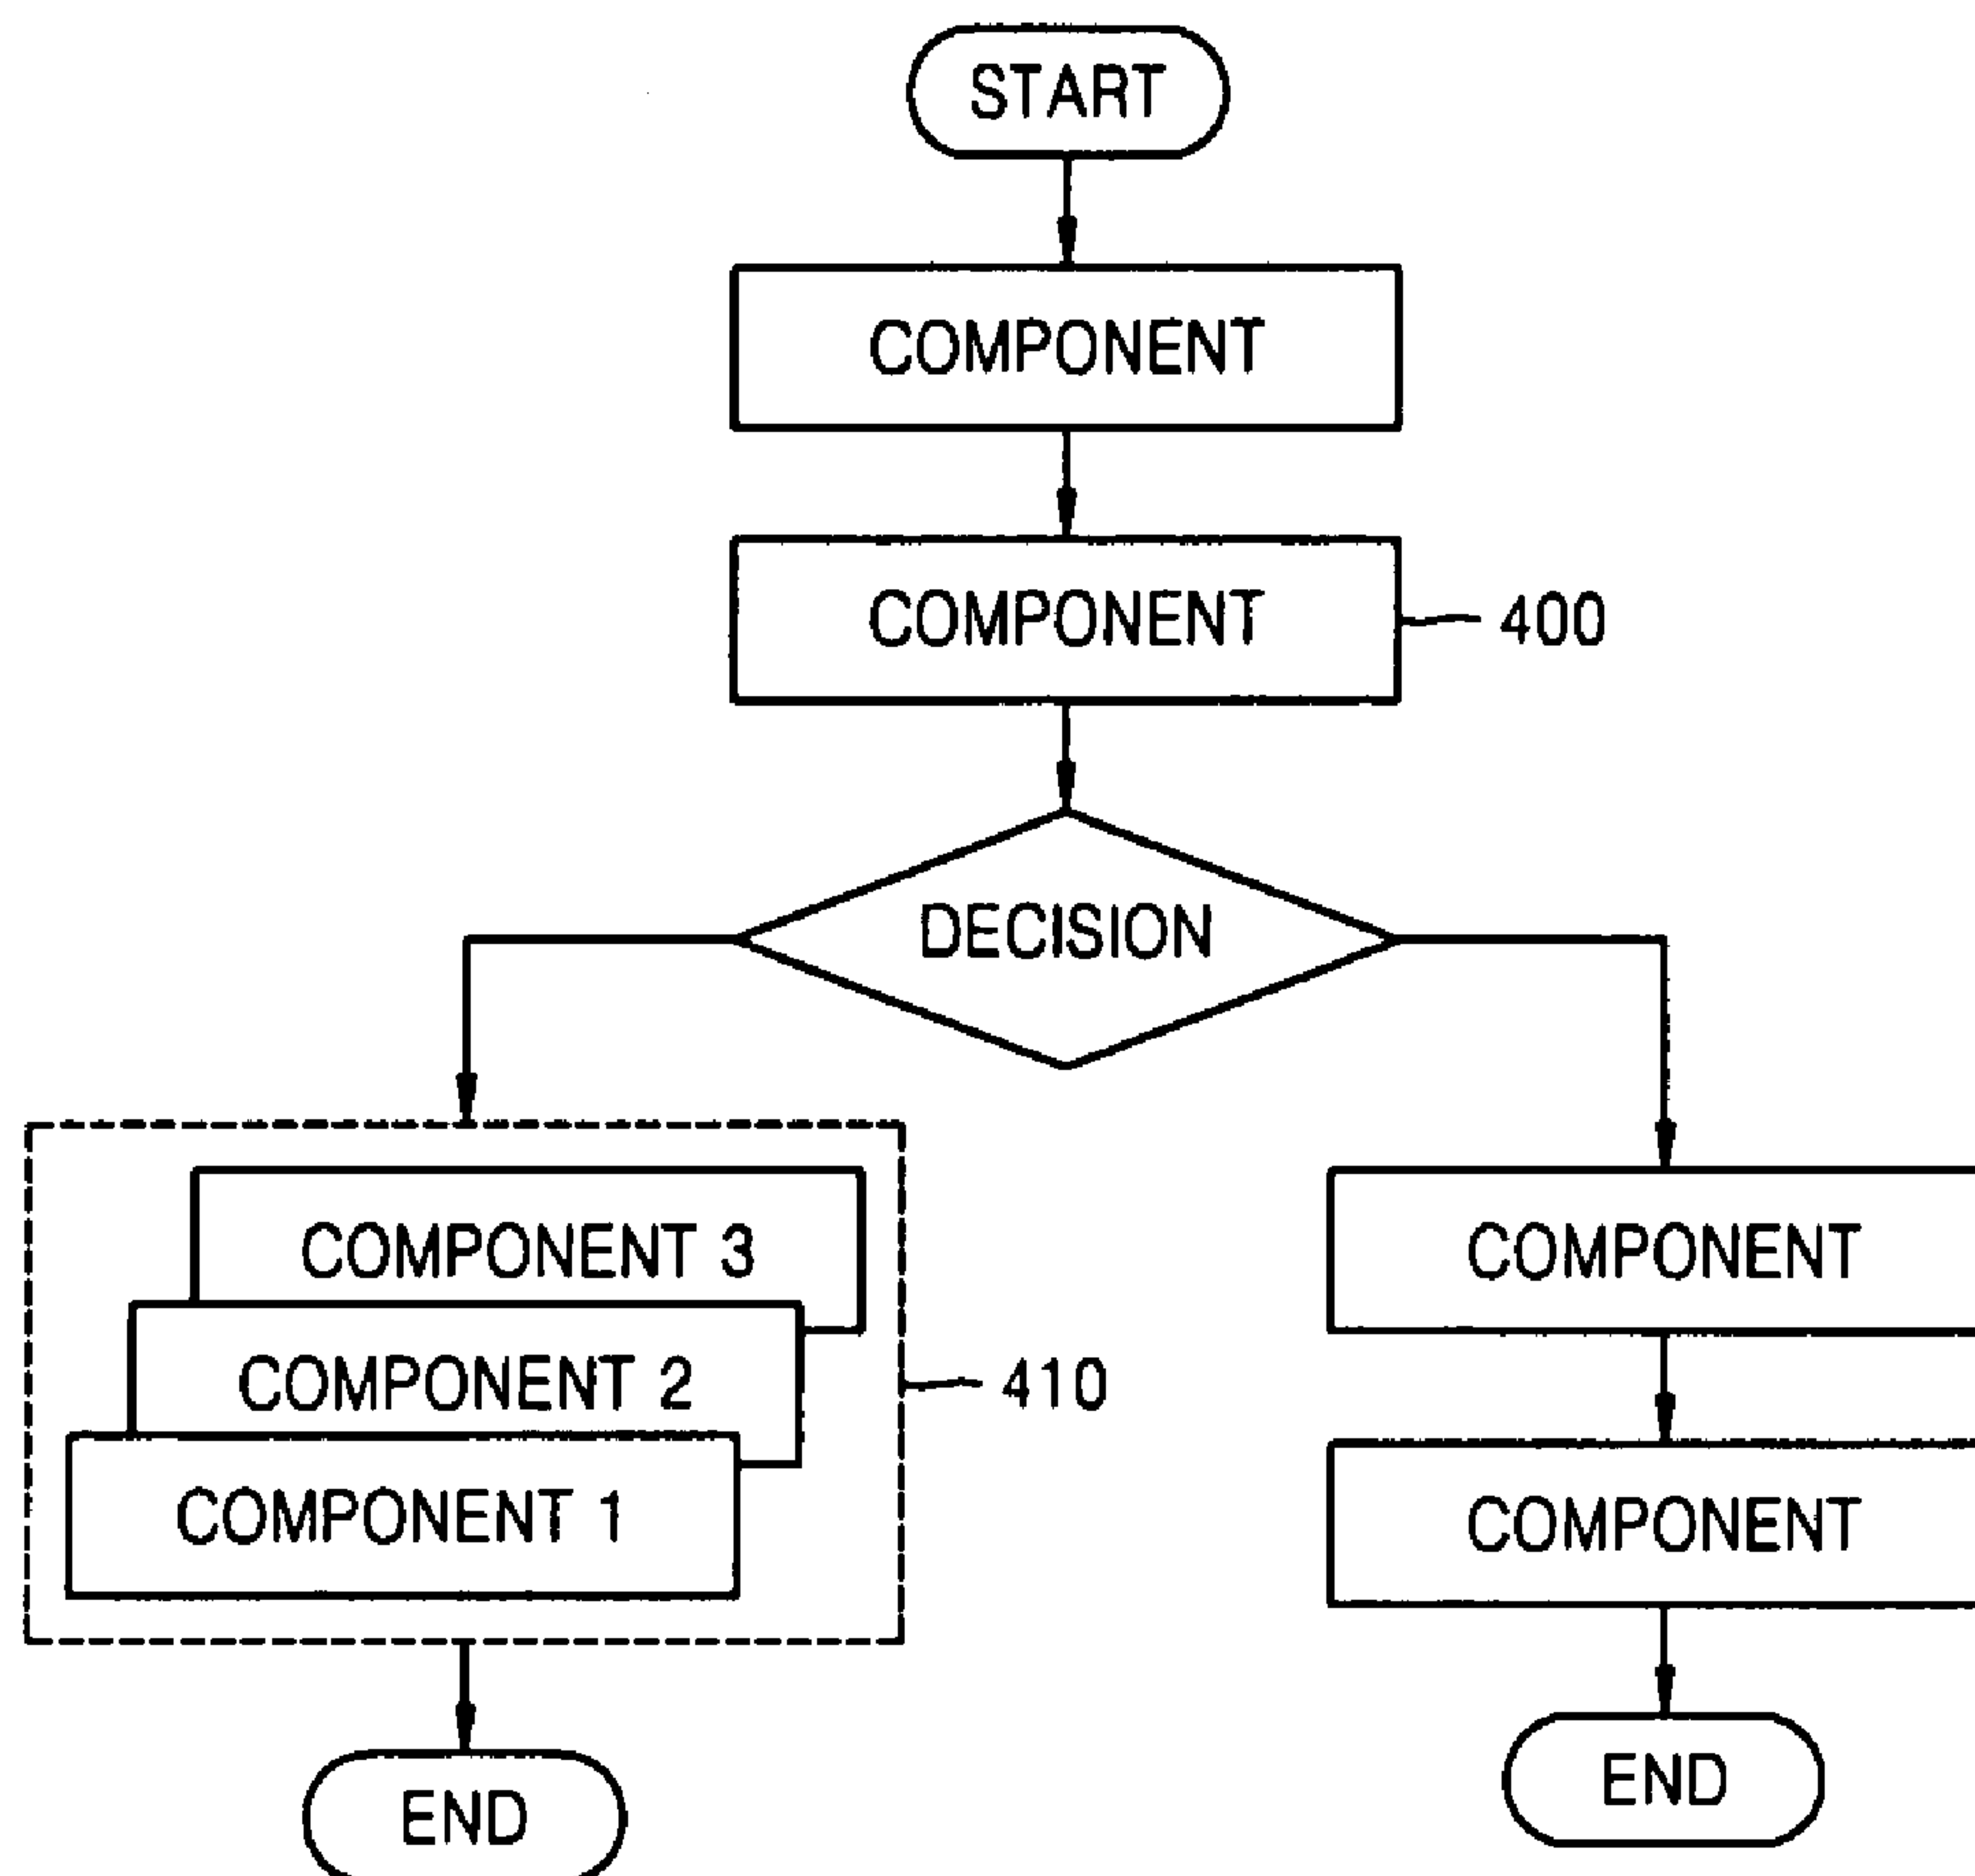 START
COMPONENT
COMPONENT
400
DECISION
COMPONENT 3
COMPONENT 2
COMPONENT 1
410
END
COMPONENT
COMPONENT
END